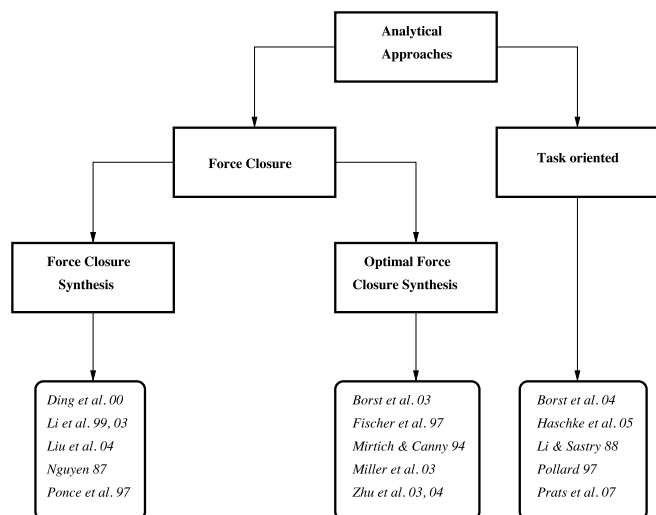 Analytical
Approaches
Force Closure
Task oriented
Force Closure
Synthesis
Optimal Force
Closure Synthesis
Ding et al. 00
Li et al. 99, 03
Liu et al. 04
Nguyen 87
Ponce et al. 97
Borst et al. 03
Fischer et al. 97
Mirtich & Canny 94
Miller et al. 03
Zhu et al. 03, 04
Borst et al. 04
Haschke et al. 05
Li & Sastry 88
Pollard 97
Prats et al. 07